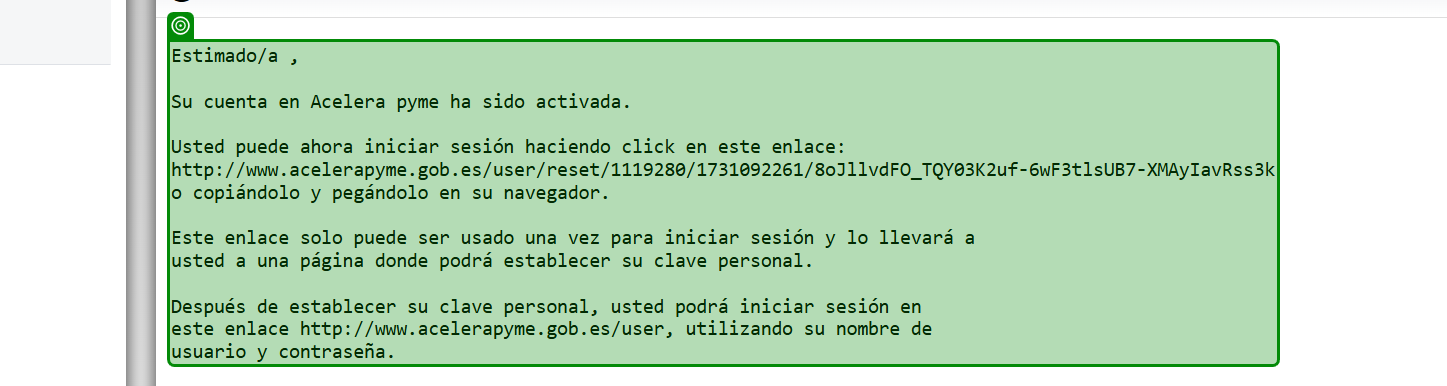 Estimado/a ,
Su cuenta en Acelera pyme ha sido activada.
Usted puede ahora iniciar sesión haciendo click en este enlace:
http://www.acelerapyme.gob.es/user/reset/1119280/1731092261/8oJllvdFO_TQY03K2uf-6wF3tlsUB7-XMAyIavRss3k
o copiándolo y pegándolo en su navegador.
Este enlace solo puede ser usado una vez para iniciar sesión y lo llevará a
usted a una página donde podrá establecer su clave personal.
Después de establecer su clave personal, usted podrá iniciar sesión en
este enlace http://www.acelerapyme.gob.es/user, utilizando su nombre de
usuario y contraseña.